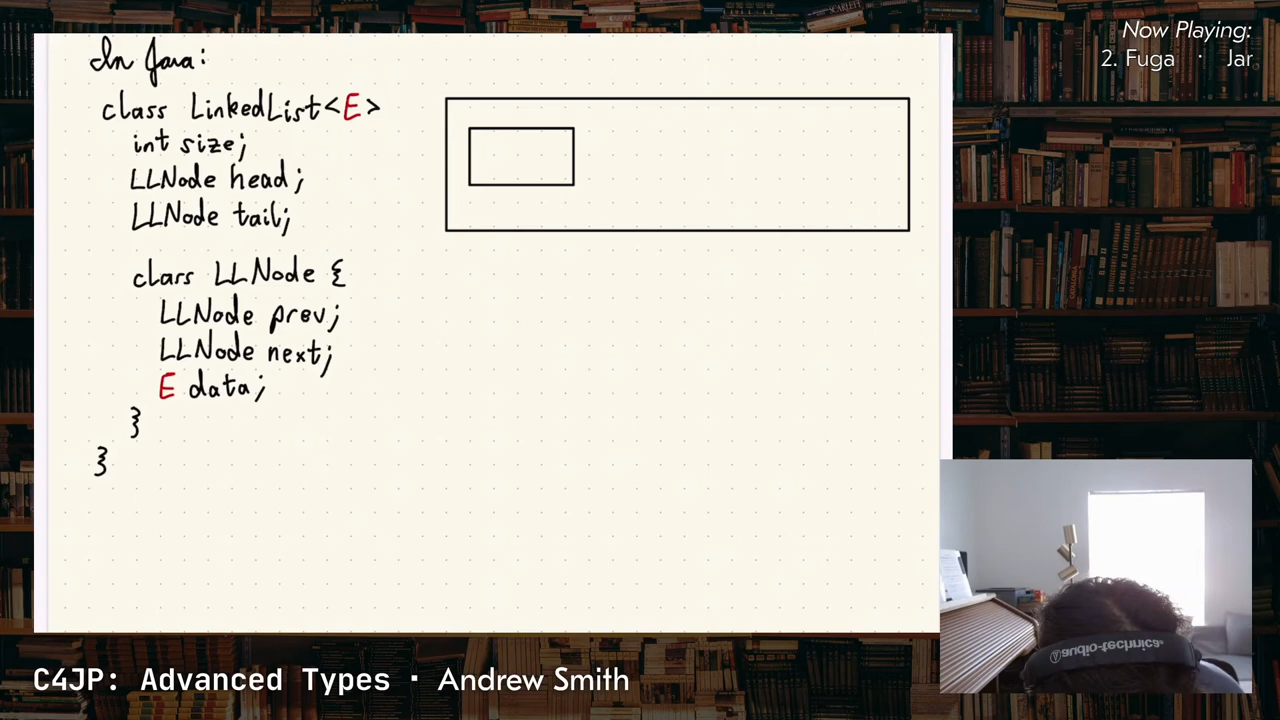 In Java:
class LinkedList<E>
int size;
LLNode head;
LLNode tail;
class LLNode {
LLNode prev;
LLNode next;
E data;
}
}
Now Playing:
2. Fuga · Jar
audio-technica
C4JP: Advanced Types · Andrew Smith